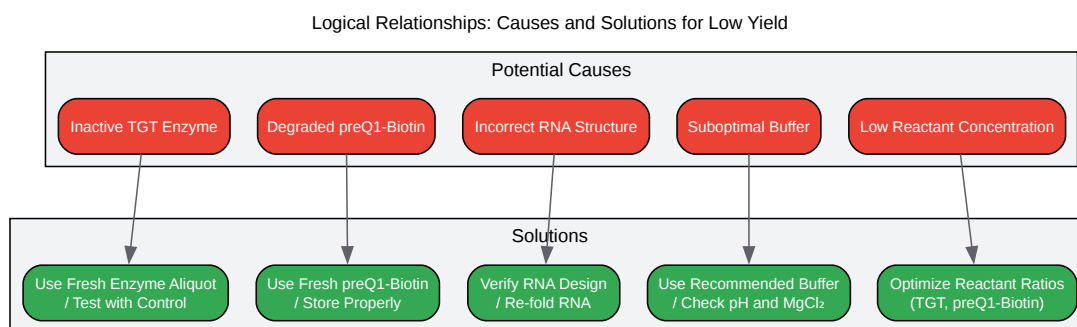 Logical Relationships: Causes and Solutions for Low Yield
Potential Causes
Inactive TGT Enzyme
Degraded preQ1-Biotin
Incorrect RNA Structure
Suboptimal Buffer
Low Reactant Concentration
Solutions
Use Fresh Enzyme Aliquot
/ Test with Control
Use Fresh preQ1-Biotin
/ Store Properly
Verify RNA Design
/ Re-fold RNA
Use Recommended Buffer
/ Check pH and MgCl₂
Optimize Reactant Ratios
(TGT, preQ1-Biotin)